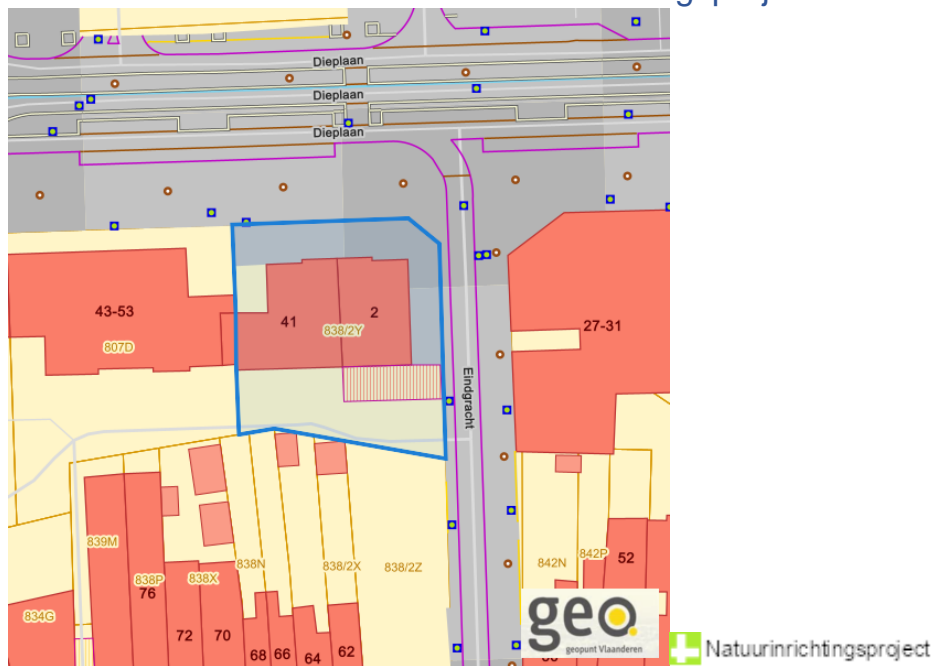 Dieplaan
Dieplaan
Dieplaan
43-53
41
2
838/2Y
27-31
807D
Eindgracht
839M
838P
838X
838N
838/2X
838/2Z
842N
842P
52
76
834G
72
70
68
66
64
62
geo
geopunt Vlaanderen
Natuurinrichtingsproject